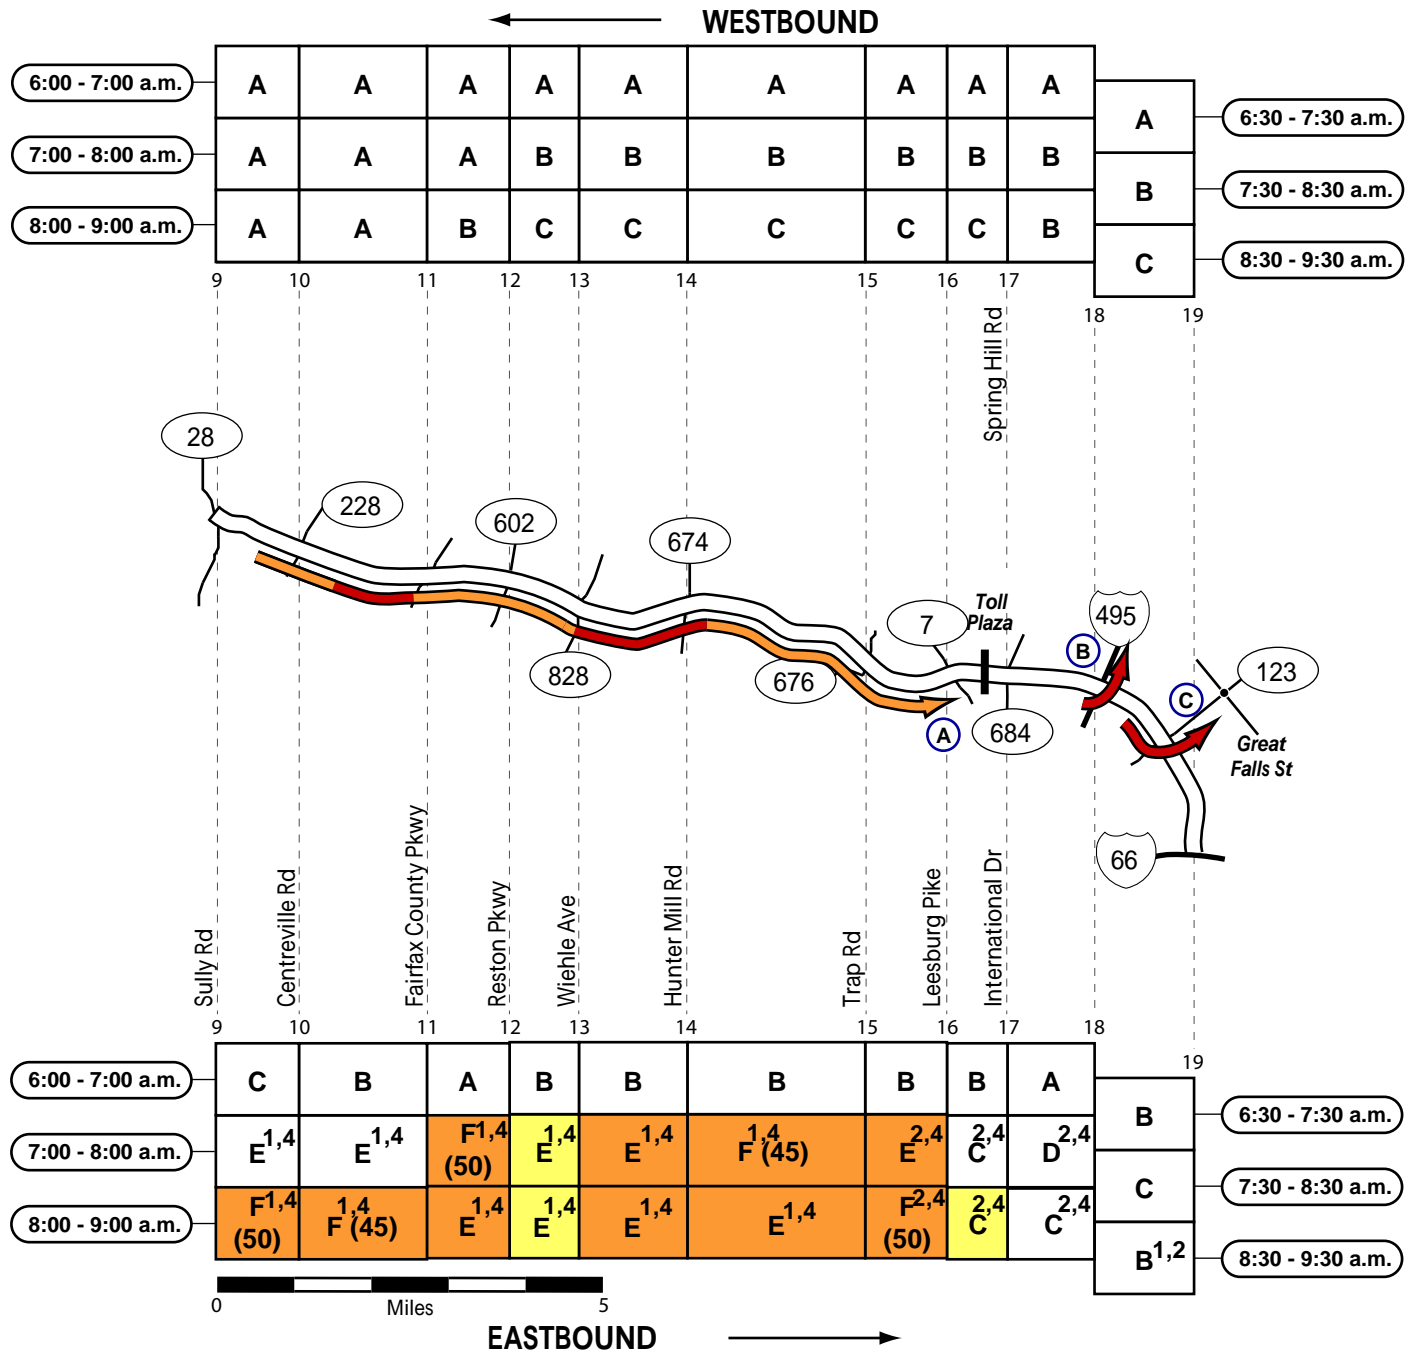 WESTBOUND
6:00 - 7:00 a.m. A A A A A A A A A
A 6:30 - 7:30 a.m.
7:00 - 8:00 a.m. A A A B B B B B B
B 7:30 - 8:30 a.m.
8:00 - 9:00 a.m. A A B C C C C C B
C 8:30 - 9:30 a.m.
9 10 11 12 13 14 15 16 17
18 19
Spring Hill Rd
28
228
602
674
Toll
Plaza
7
495
B
828
676
A
684
C
123
Great
Falls St
66
Sully Rd
Centreville Rd
Fairfax County Pkwy
Reston Pkwy
Wiehle Ave
Hunter Mill Rd
Trap Rd
Leesburg Pike
International Dr
9 10 11 12 13 14 15 16 17 18
19
6:00 - 7:00 a.m. C B A B B B B B A
B 6:30 - 7:30 a.m.
7:00 - 8:00 a.m. E1,4 E1,4 F1,4 (50) E1,4 E1,4 F1,4 (45) E2,4 C2,4 D2,4
C 7:30 - 8:30 a.m.
8:00 - 9:00 a.m. F1,4 (50) F1,4 (45) E1,4 E1,4 E1,4 E1,4 F2,4 (50) C2,4 C2,4
B1,2 8:30 - 9:30 a.m.
0 Miles 5
EASTBOUND